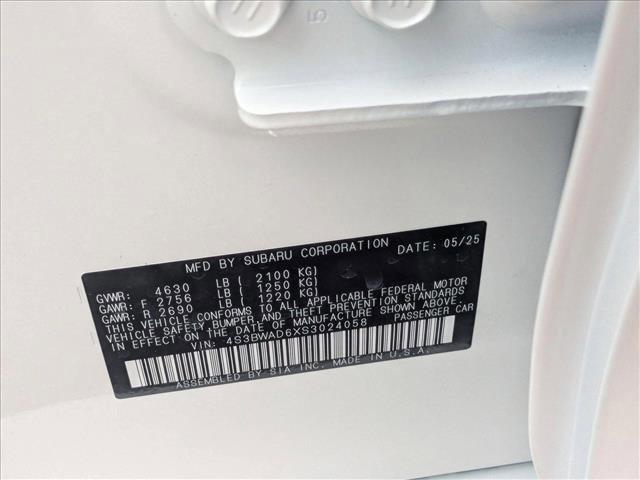 5
MFD BY SUBARU CORPORATION DATE: 05/25
GVWR: 4630 LB ( 2100 KG)
GAWR: F 2756 LB ( 1250 KG)
GAWR: R 2690 LB ( 1220 KG)
THIS VEHICLE CONFORMS TO ALL APPLICABLE FEDERAL MOTOR
VEHICLE SAFETY,BUMPER, AND THEFT PREVENTION STANDARDS
IN EFFECT ON THE DATE OF MANUFACTURE SHOWN ABOVE.
VIN: 4S3BWAD6XS3024058 PASSENGER CAR
ASSEMBLED BY SIA INC. MADE IN U.S.A.